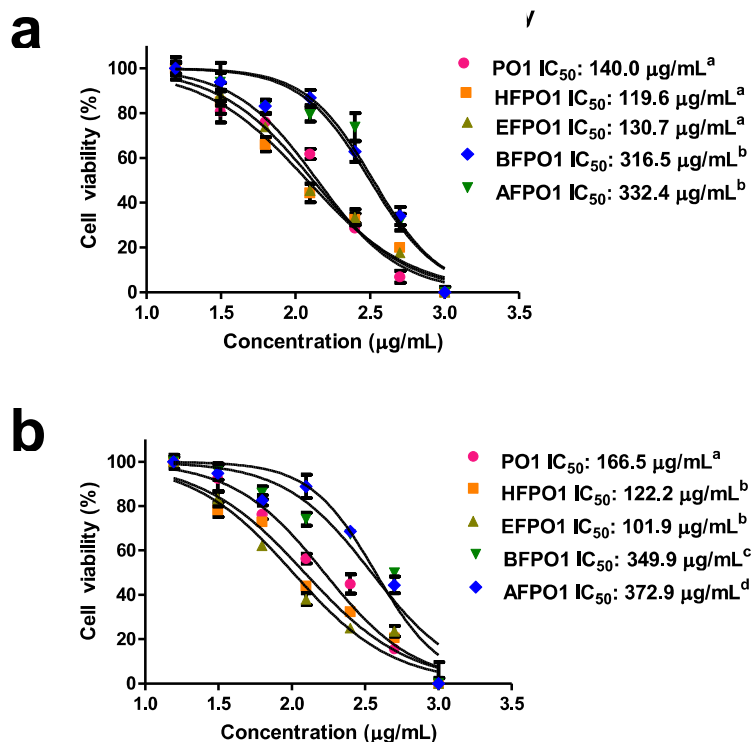 a
PO1 IC50: 140.0 μg/mLa
HFPO1 IC50: 119.6 μg/mLa
EFPO1 IC50: 130.7 μg/mLa
BFPO1 IC50: 316.5 μg/mLb
AFPO1 IC50: 332.4 μg/mLb
Cell viability (%)
100
80
60
40
20
0
1.0 1.5 2.0 2.5 3.0 3.5
Concentration (μg/mL)
b
PO1 IC50: 166.5 μg/mLa
HFPO1 IC50: 122.2 μg/mLb
EFPO1 IC50: 101.9 μg/mLb
BFPO1 IC50: 349.9 μg/mLc
AFPO1 IC50: 372.9 μg/mLd
Cell viability (%)
100
80
60
40
20
0
1.0 1.5 2.0 2.5 3.0 3.5
Concentration (μg/mL)